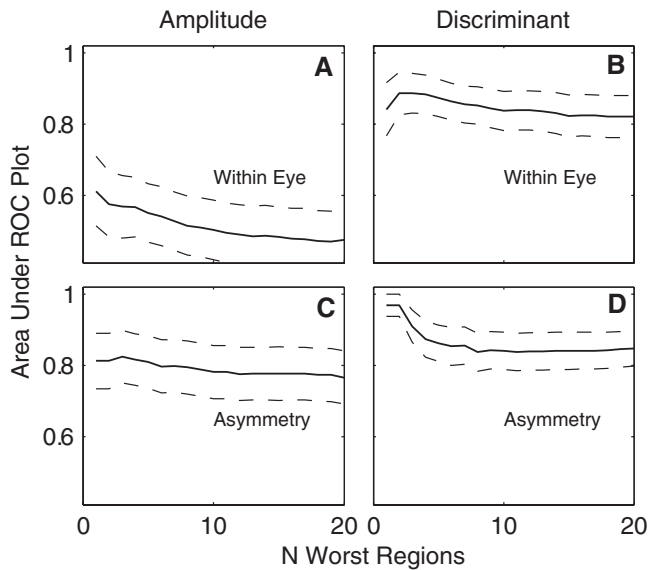 Amplitude
Discriminant
Area Under ROC Plot
1
0.8
0.6
A
Within Eye
B
Within Eye
1
0.8
0.6
C
Asymmetry
D
Asymmetry
0
10
20
0
10
20
N Worst Regions